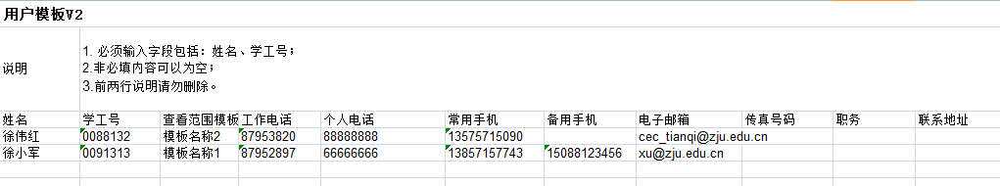 用户模板V2
说明
1. 必须输入字段包括：姓名、学工号；
2.非必填内容可以为空；
3.前两行说明请勿删除。
姓名 学工号 查看范围模板 工作电话 个人电话 常用手机 备用手机 电子邮箱 传真号码 职务 联系地址
徐伟红 0088132 模板名称2 87953820 88888888 13575715090 cec_tianqi@zju.edu.cn
徐小军 0091313 模板名称1 87952897 66666666 13857157743 15088123456 xu@zju.edu.cn